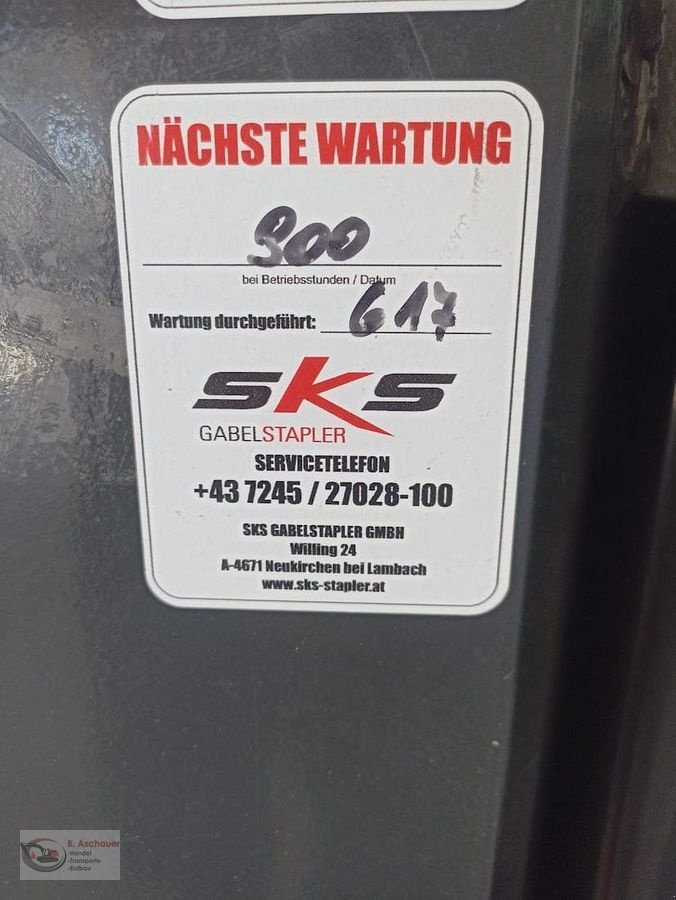 NÄCHSTE WARTUNG
900
bei Betriebsstunden / Datum
Wartung durchgeführt: 617
SKS
GABELSTAPLER
SERVICETELEFON
+43 7245 / 27028-100
SKS GABELSTAPLER GMBH
Willing 24
A-4671 Neukirchen bei Lambach
www.sks-stapler.at
B. Aschauer
-Handel
-Transporte
-Erdbau